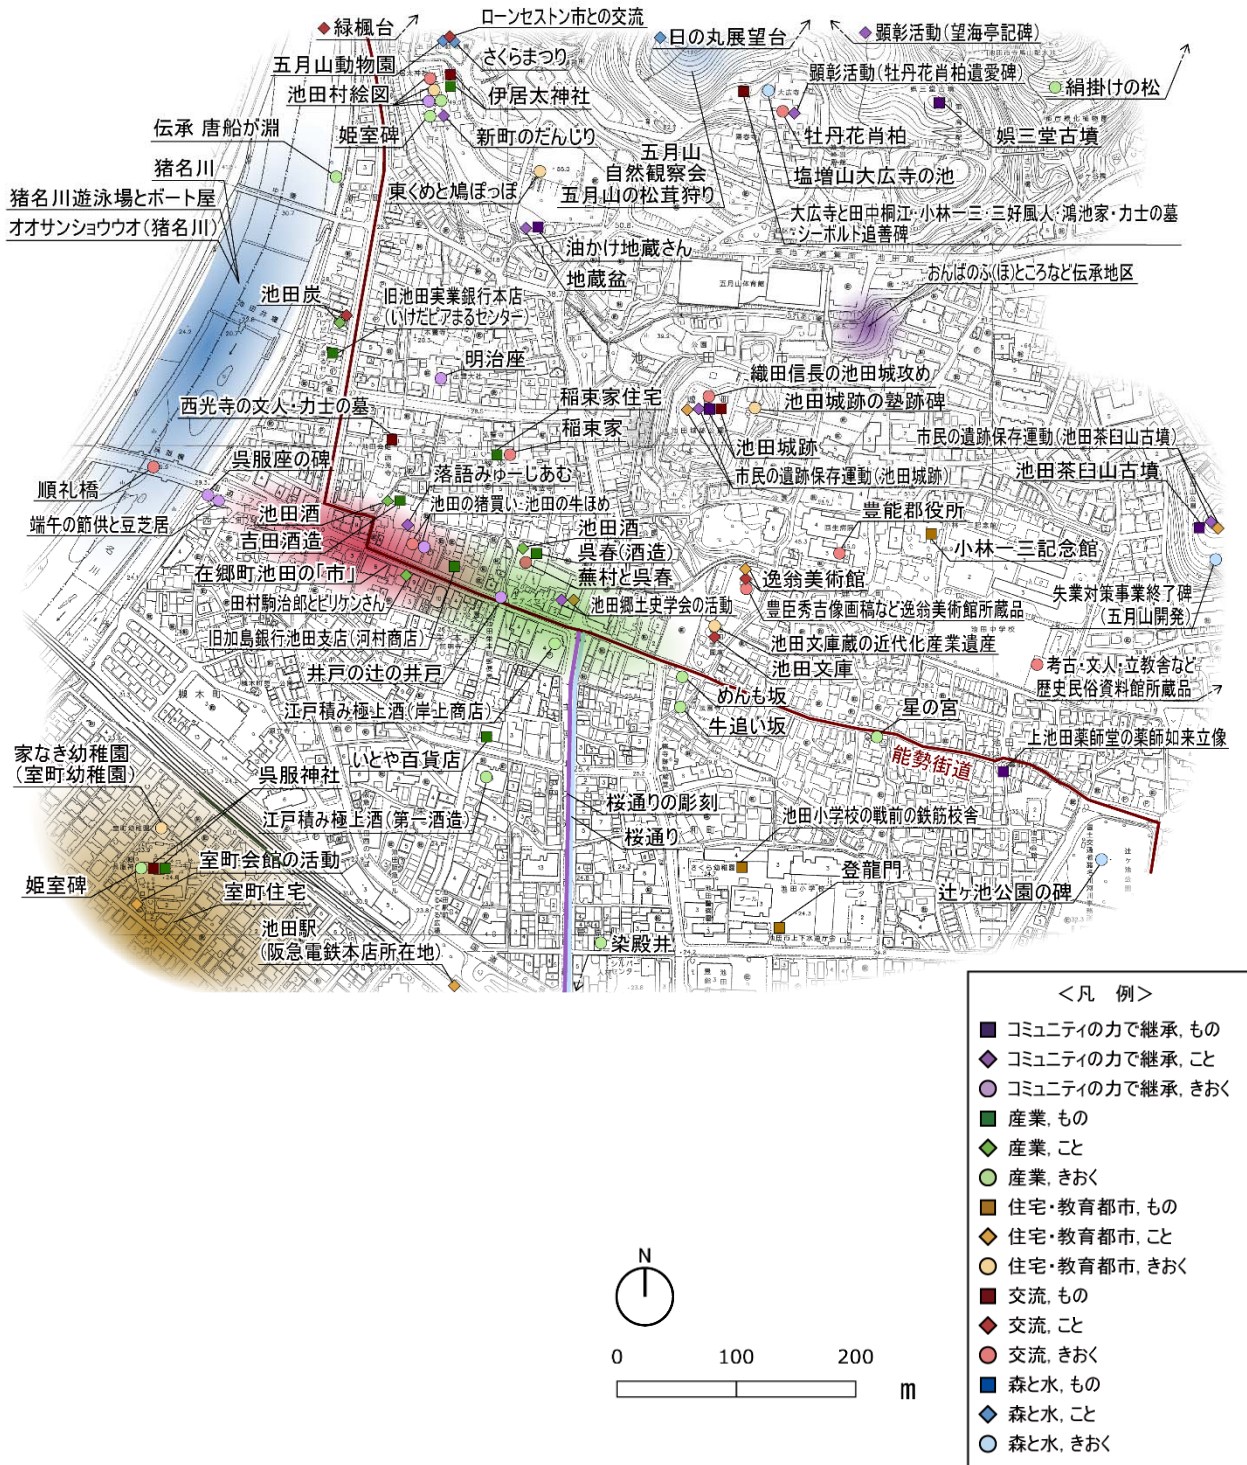 緑楓台
ローンセストン市との交流
さくらまつり
五月山動物園
日の丸展望台
顕彰活動(望海亭記碑)
顕彰活動(牡丹花肖柏遺愛碑)
絹掛けの松
池田村絵図
伊居太神社
姫室碑
新町のだんじり
牡丹花肖柏
娯三堂古墳
塩増山大広寺の池
伝承 唐船が淵
猪名川
猪名川遊泳場とボート屋
オオサンショウウオ(猪名川)
東くめと鳩ぽっぽ
五月山
自然観察会
五月山の松茸狩り
大広寺と田中桐江・小林一三・三好風人・鴻池家・力士の墓
・シーボルト追善碑
油かけ地蔵さん
地蔵盆
おんばのふ(ほ)ところなど伝承地区
五月山体育館
池田炭
旧池田実業銀行本店
(いけだピアまるセンター)
明治座
織田信長の池田城攻め
池田城跡の塾跡碑
西光寺の文人・力士の墓
稲束家住宅
稲束家
池田城跡
市民の遺跡保存運動(池田城跡)
市民の遺跡保存運動(池田茶臼山古墳)
池田茶臼山古墳
呉服座の碑
順礼橋
端午の節供と豆芝居
落語みゅーじあむ
池田の猪買い・池田の牛ほめ
池田酒
吉田酒造
在郷町池田の「市」
田村駒治郎とビリケンさん
池田酒
呉春(酒造)
蕪村と呉春
豊能郡役所
小林一三記念館
逸翁美術館
豊臣秀吉像画稿など逸翁美術館所蔵品
失業対策事業終了碑
(五月山開発)
池田郷土史学会の活動
池田文庫蔵の近代化産業遺産
池田文庫
池田中学校
考古・文人・立教舎など
歴史民俗資料館所蔵品
旧加島銀行池田支店(河村商店)
井戸の辻の井戸
江戸積み極上酒(岸上商店)
めんも坂
牛追い坂
星の宮
上池田薬師堂の薬師如来立像
能勢街道
いとや百貨店
江戸積み極上酒(第一酒造)
家なき幼稚園
(室町幼稚園)
呉服神社
桜通りの彫刻
桜通り
池田小学校の戦前の鉄筋校舎
池田小学校
プール
登龍門
辻ヶ池公園の碑
姫室碑
室町会館の活動
室町住宅
池田駅
(阪急電鉄本店所在地)
染殿井
<凡 例>
コミュニティの力で継承, もの
コミュニティの力で継承, こと
コミュニティの力で継承, きおく
産業, もの
産業, こと
産業, きおく
住宅・教育都市, もの
住宅・教育都市, こと
住宅・教育都市, きおく
交流, もの
交流, こと
交流, きおく
森と水, もの
森と水, こと
森と水, きおく
N
0 100 200 m